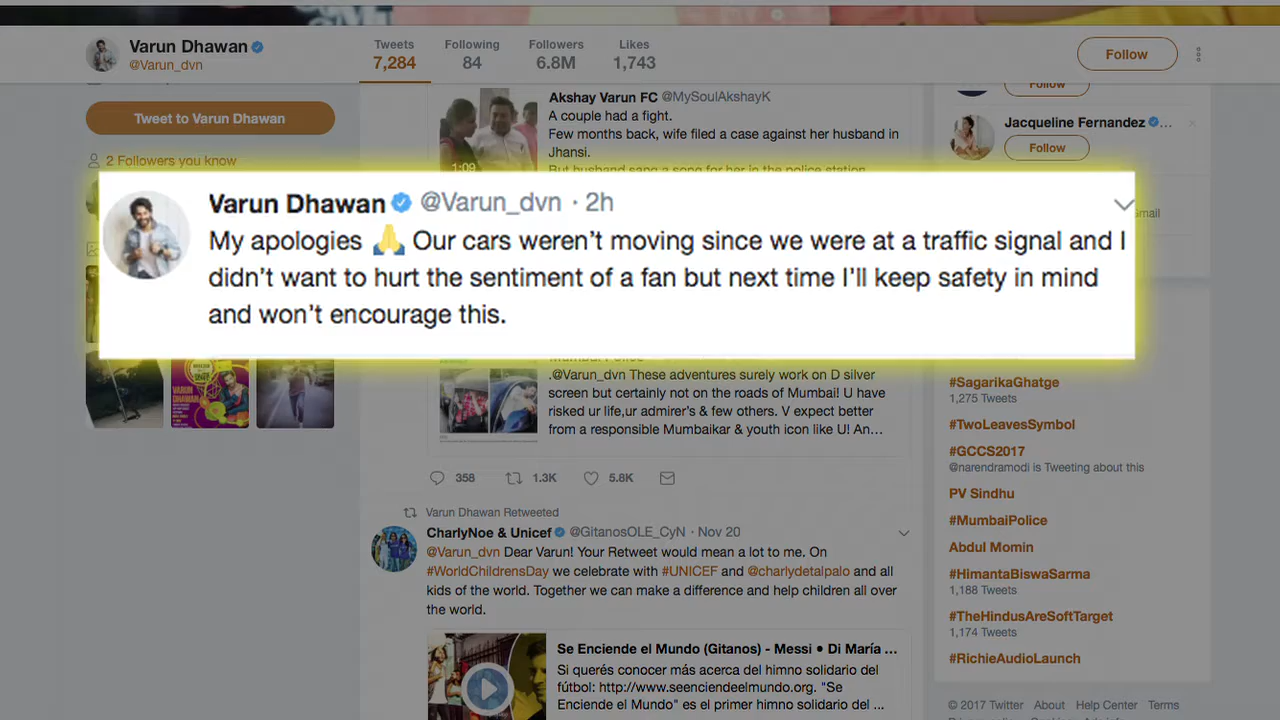 Varun Dhawan
@Varun_dvn
Tweets
7,284
Following
84
Followers
6.8M
Likes
1,743
Follow
Tweet to Varun Dhawan
2 Followers you know
Akshay Varun FC @MySoulAkshayK
A couple had a fight.
Few months back, wife filed a case against her husband in
Jhansi.
But husband sang a song for her in the police station
1:09
Follow
Jacqueline Fernandez ...
Follow
Varun Dhawan @Varun_dvn · 2h
My apologies 🙏 Our cars weren't moving since we were at a traffic signal and I
didn't want to hurt the sentiment of a fan but next time I'll keep safety in mind
and won't encourage this.
.@Varun_dvn These adventures surely work on D silver
screen but certainly not on the roads of Mumbai! U have
risked ur life,ur admirer's & few others. V expect better
from a responsible Mumbaikar & youth icon like U! An...
358 1.3K 5.8K
Varun Dhawan Retweeted
CharlyNoe & Unicef @GitanosOLE_CyN · Nov 20
@Varun_dvn Dear Varun! Your Retweet would mean a lot to me. On
#WorldChildrensDay we celebrate with #UNICEF and @charlydetalpalo and all
kids of the world. Together we can make a difference and help children all over
the world.
Se Enciende el Mundo (Gitanos) - Messi • Di María ...
Si querés conocer más acerca del himno solidario del
fútbol: http://www.seenciendeelmundo.org. "Se
Enciende el Mundo" es el primer himno solidario del ...
#SagarikaGhatge
1,275 Tweets
#TwoLeavesSymbol
#GCCS2017
@narendramodi is Tweeting about this
PV Sindhu
#MumbaiPolice
Abdul Momin
#HimantaBiswaSarma
1,188 Tweets
#TheHindusAreSoftTarget
1,174 Tweets
#RichieAudioLaunch
© 2017 Twitter About Help Center Terms